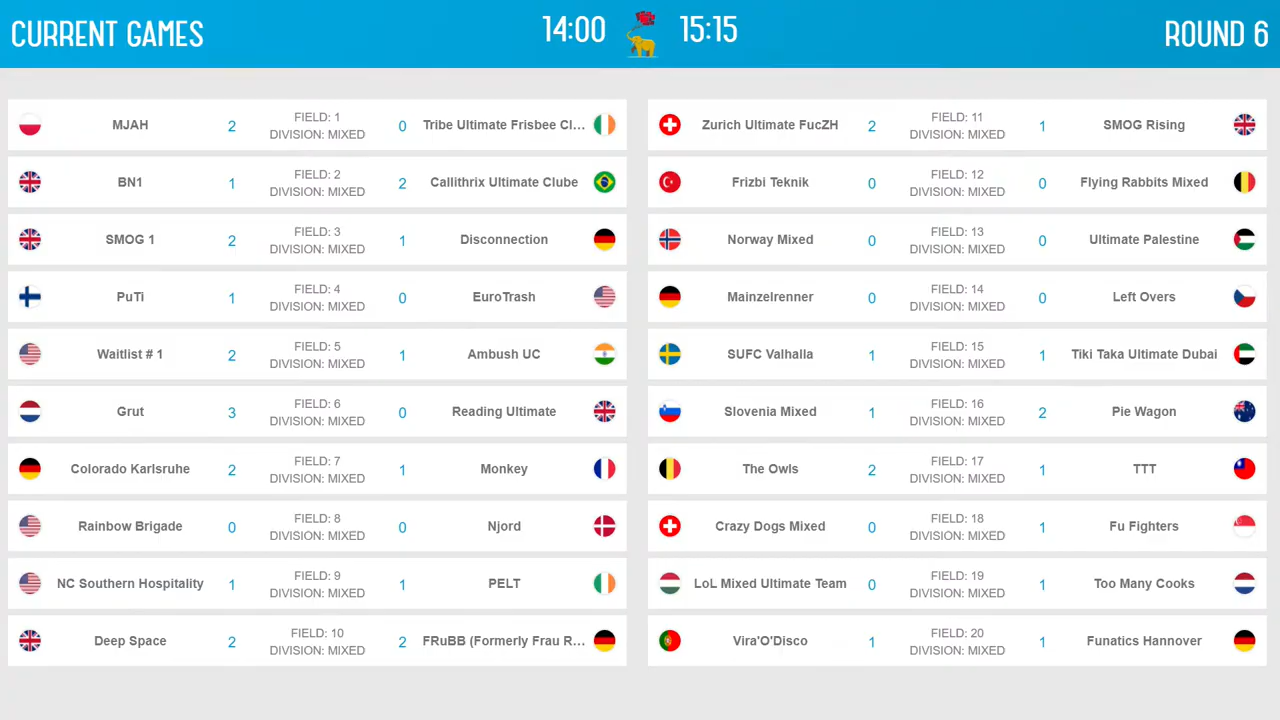 CURRENT GAMES
14:00 15:15
ROUND 6
MJAH 2 FIELD: 1 0 Tribe Ultimate Frisbee Cl...
DIVISION: MIXED
BN1 1 FIELD: 2 2 Callithrix Ultimate Clube
DIVISION: MIXED
SMOG 1 2 FIELD: 3 1 Disconnection
DIVISION: MIXED
PuTi 1 FIELD: 4 0 EuroTrash
DIVISION: MIXED
Waitlist # 1 2 FIELD: 5 1 Ambush UC
DIVISION: MIXED
Grut 3 FIELD: 6 0 Reading Ultimate
DIVISION: MIXED
Colorado Karlsruhe 2 FIELD: 7 1 Monkey
DIVISION: MIXED
Rainbow Brigade 0 FIELD: 8 0 Njord
DIVISION: MIXED
NC Southern Hospitality 1 FIELD: 9 1 PELT
DIVISION: MIXED
Deep Space 2 FIELD: 10 2 FRuBB (Formerly Frau R...
DIVISION: MIXED
Zurich Ultimate FucZH 2 FIELD: 11 1 SMOG Rising
DIVISION: MIXED
Frizbi Teknik 0 FIELD: 12 0 Flying Rabbits Mixed
DIVISION: MIXED
Norway Mixed 0 FIELD: 13 0 Ultimate Palestine
DIVISION: MIXED
Mainzelrenner 0 FIELD: 14 0 Left Overs
DIVISION: MIXED
SUFC Valhalla 1 FIELD: 15 1 Tiki Taka Ultimate Dubai
DIVISION: MIXED
Slovenia Mixed 1 FIELD: 16 2 Pie Wagon
DIVISION: MIXED
The Owls 2 FIELD: 17 1 TTT
DIVISION: MIXED
Crazy Dogs Mixed 0 FIELD: 18 1 Fu Fighters
DIVISION: MIXED
LoL Mixed Ultimate Team 0 FIELD: 19 1 Too Many Cooks
DIVISION: MIXED
Vira'O'Disco 1 FIELD: 20 1 Funatics Hannover
DIVISION: MIXED